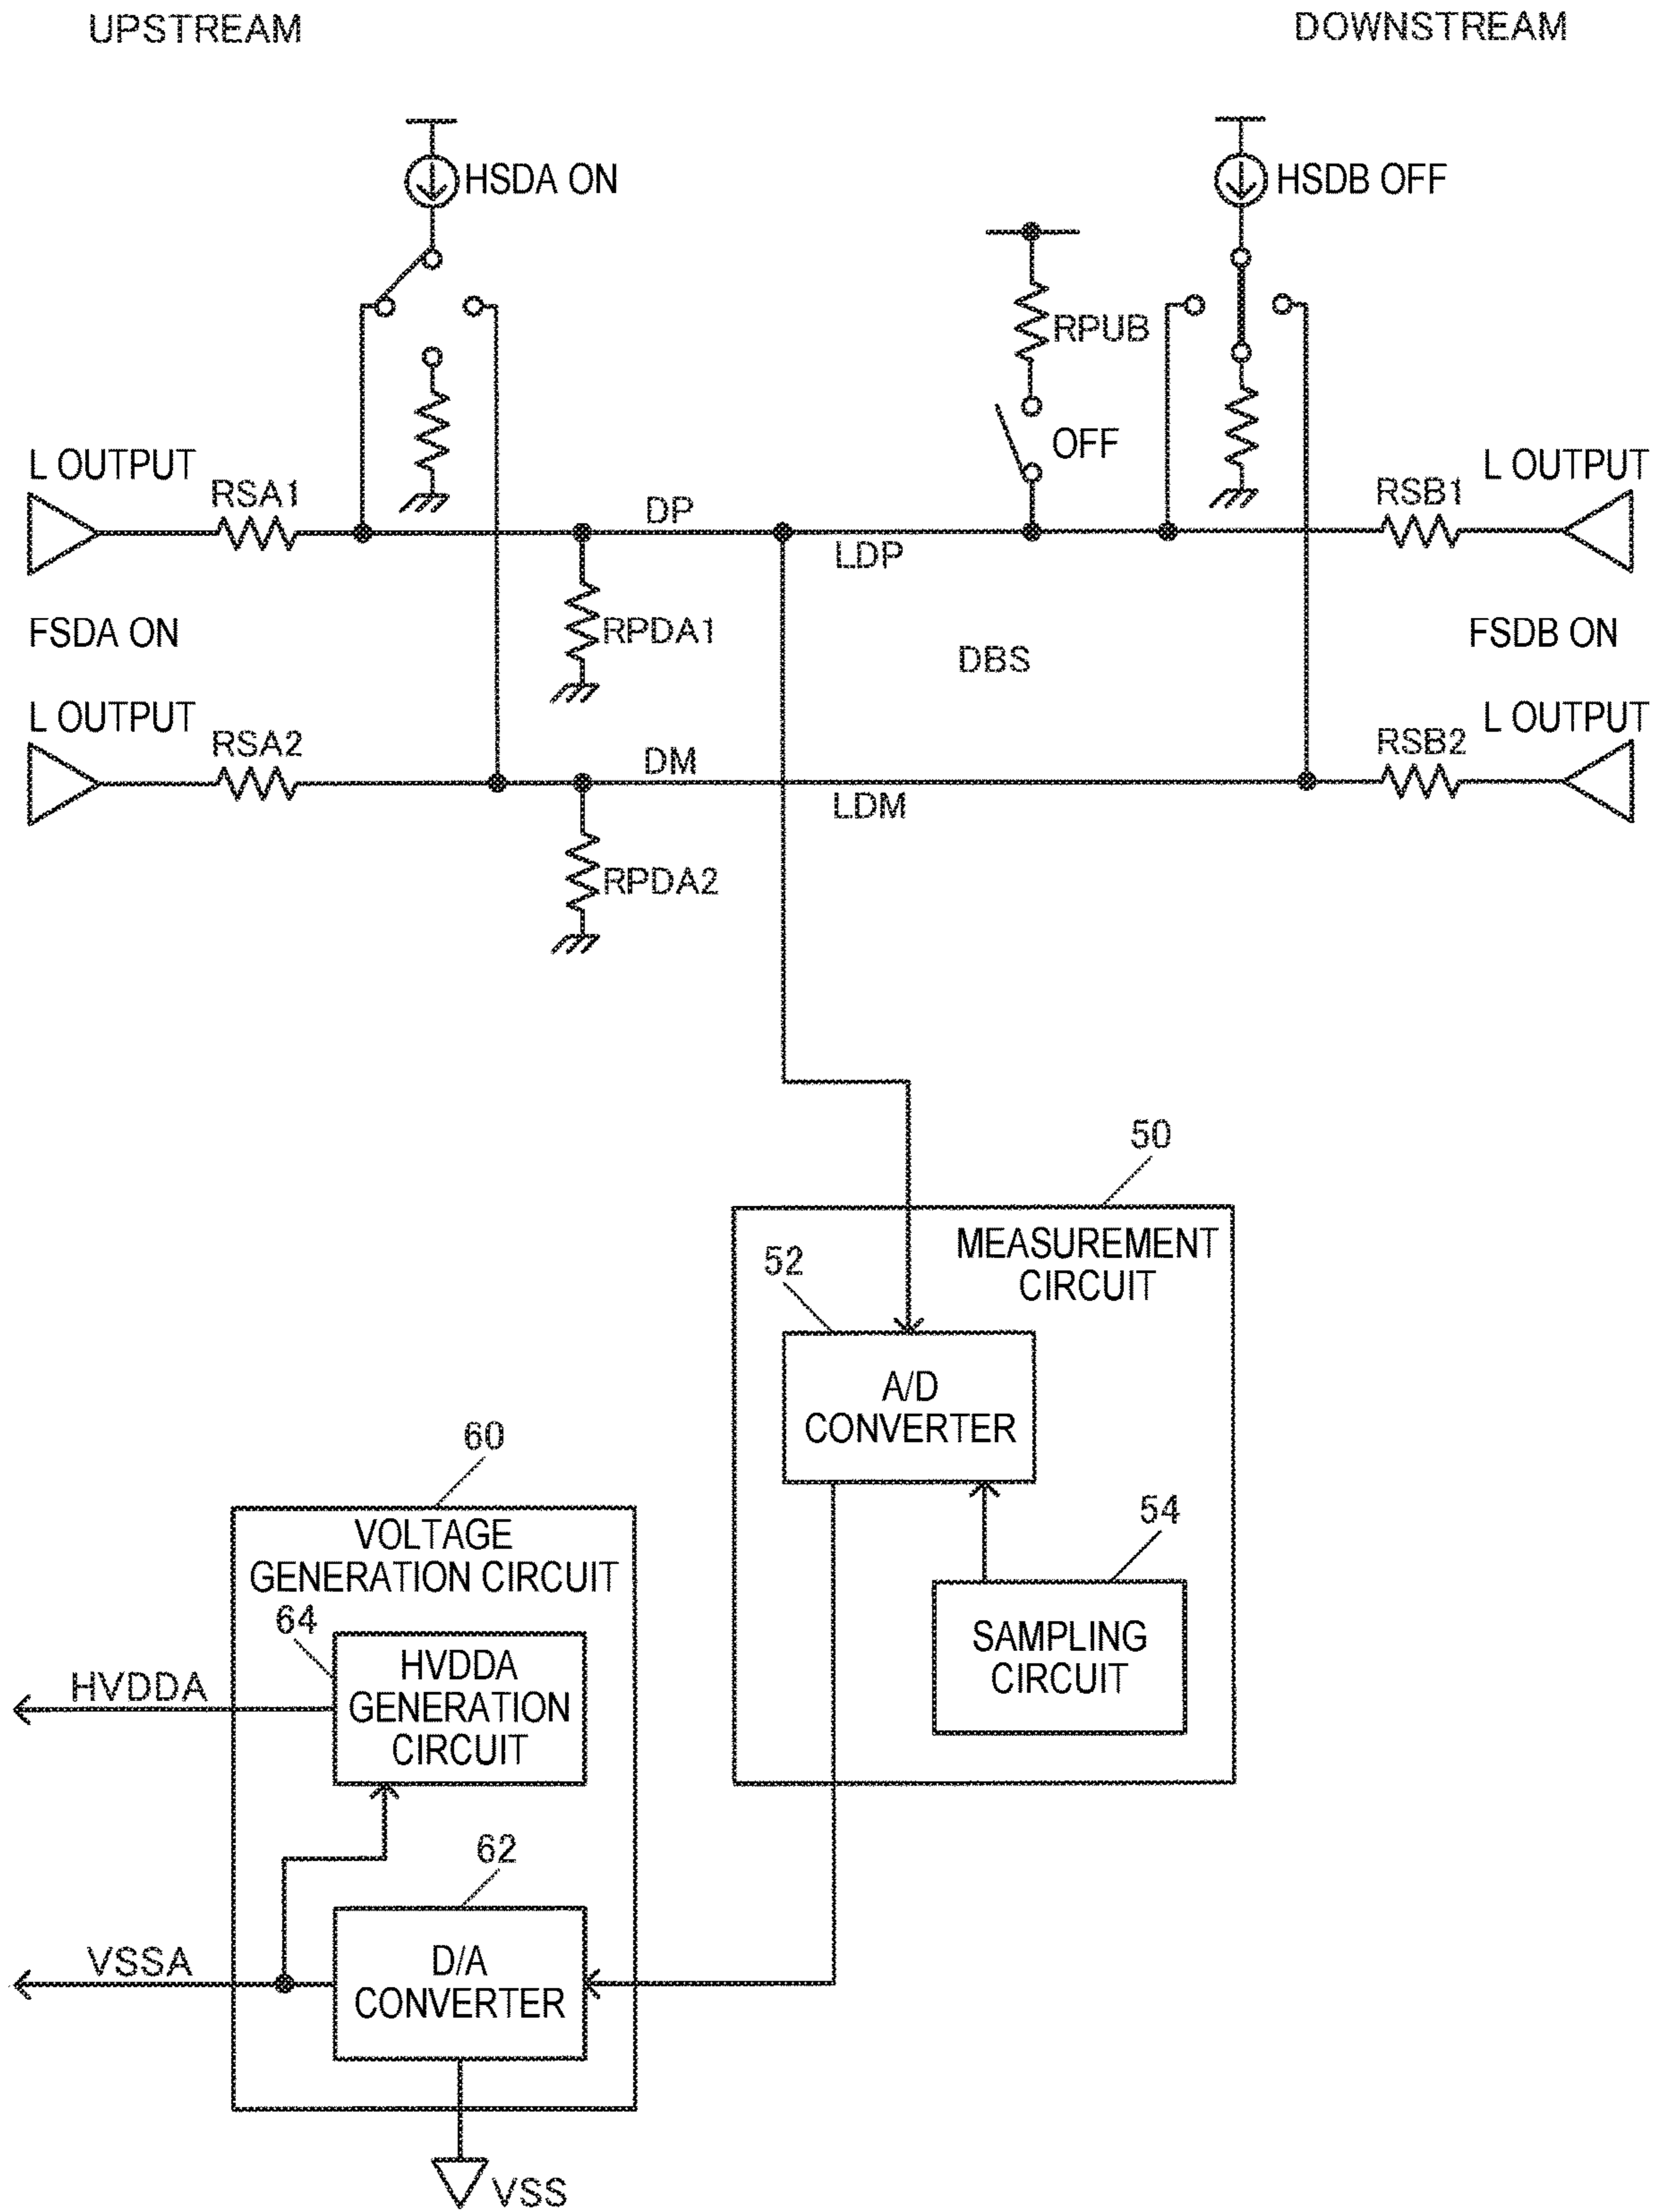 UPSTREAM
DOWNSTREAM
HSDA ON
HSDB OFF
RPUB
OFF
L OUTPUT
RSA1
DP
LDP
RSB1
L OUTPUT
FSDA ON
RPDA1
DBS
FSDB ON
L OUTPUT
RSA2
DM
LDM
RSB2
L OUTPUT
RPDA2
50
MEASUREMENT
CIRCUIT
52
A/D
CONVERTER
54
SAMPLING
CIRCUIT
60
VOLTAGE
GENERATION CIRCUIT
64
HVDDA
GENERATION
CIRCUIT
HVDDA
62
D/A
CONVERTER
VSSA
VSS